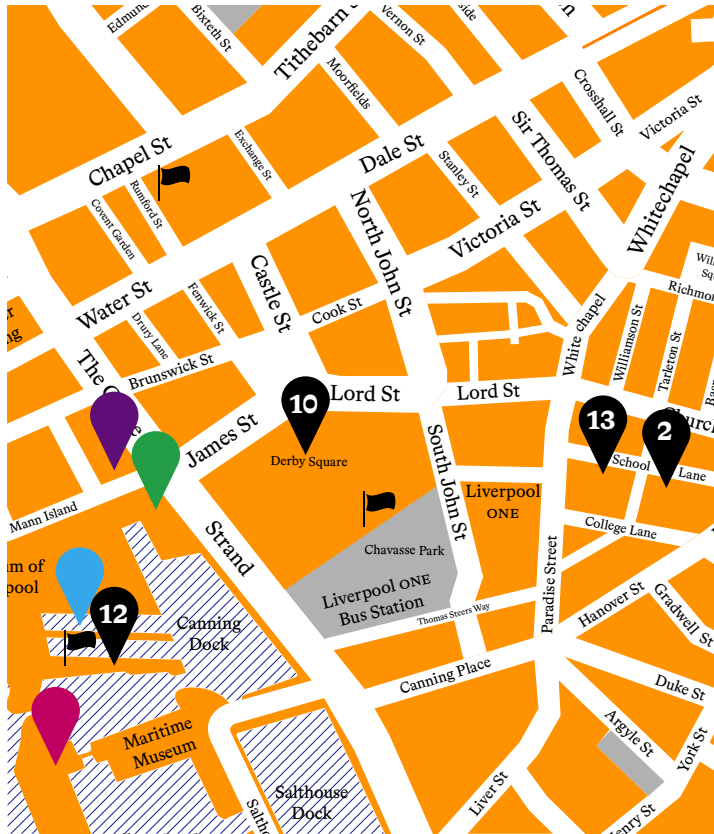 Edmund
Bixteth St
Tithebarn
Vernon St
side
Moorfields
Crosshall St
Victoria St
Chapel St
Exchange St
Dale St
Sir Thomas St
Stanley St
Whitechapel
Rumford St
Covent Garden
North John St
Victoria St
Castle St
Water St
Fenwick St
Drury Lane
Cook St
Brunswick St
The
White chapel
Williamson St
Tarleton St
Richmo
Lord St
Lord St
10
James St
Derby Square
South John St
13
2
Church
School Lane
Liverpool
ONE
College Lane
Mann Island
Strand
Chavasse Park
Liverpool ONE
Bus Station
Thomas Steers Way
Paradise Street
Hanover St
Gradwell St
12
Canning
Dock
Canning Place
Duke St
Argyle St
York St
Maritime
Museum
Salthouse
Dock
Liver St